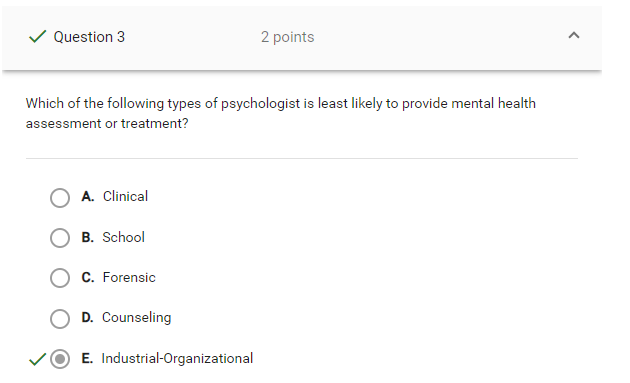 Question 3 2 points
Which of the following types of psychologist is least likely to provide mental health
assessment or treatment?
A. Clinical
B. School
C. Forensic
D. Counseling
E. Industrial-Organizational